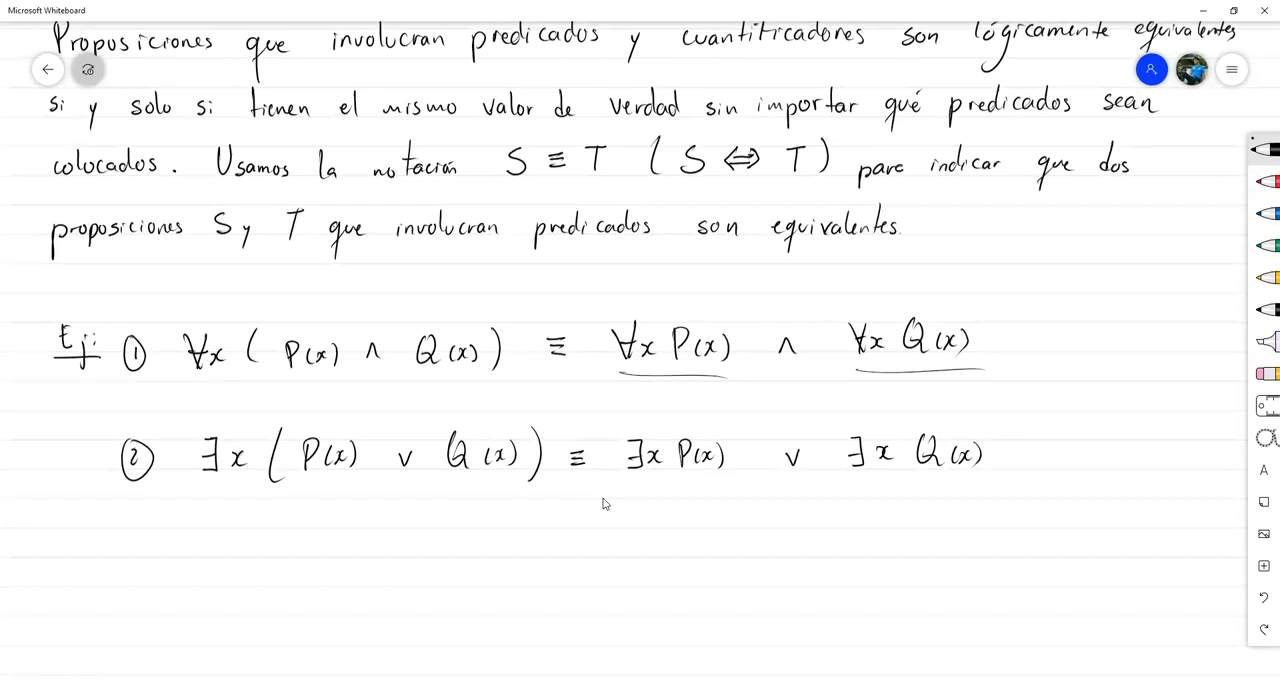 Microsoft Whiteboard
Proposiciones que involucran predicados y cuantificadores son lógicamente equivalentes
si y solo si tienen el mismo valor de verdad sin importar qué predicados sean
colocados. Usamos la notación S ≡ T ( S ⇔ T ) para indicar que dos
proposiciones S y T que involucran predicados son equivalentes.
Ej: ① ∀x ( P(x) ∧ Q(x) ) ≡ ∀x P(x) ∧ ∀x Q(x)
② ∃x ( P(x) ∨ Q(x) ) ≡ ∃x P(x) ∨ ∃x Q(x)